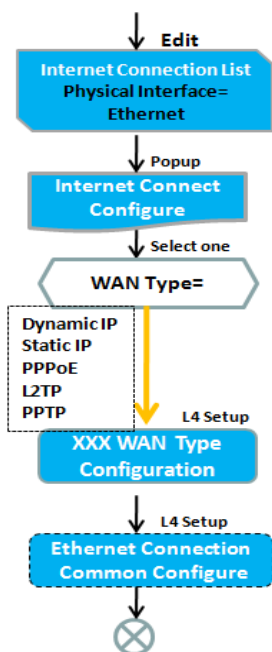 Edit
Internet Connection List
Physical Interface=
Ethernet
Popup
Internet Connect
Configure
Select one
WAN Type=
Dynamic IP
Static IP
PPPoE
L2TP
PPTP
L4 Setup
XXX WAN Type
Configuration
L4 Setup
Ethernet Connection
Common Configure